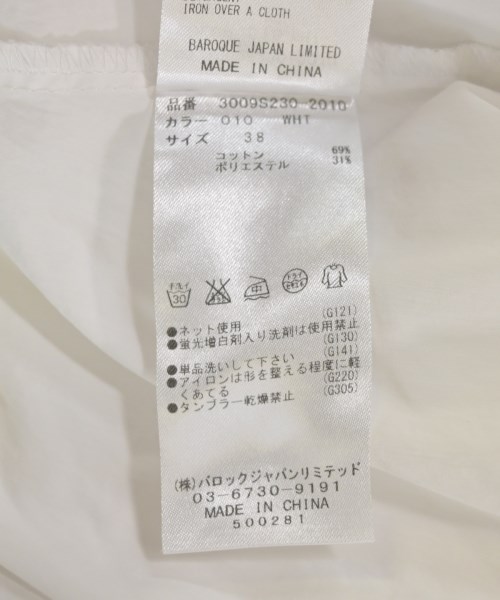 IRON OVER A CLOTH
BAROQUE JAPAN LIMITED
MADE IN CHINA
品番 3009S230-2010
カラー 010 WHT
サイズ 38
コットン 69%
ポリエステル 31%
30 中
●ネット使用 (G121)
●蛍光増白剤入り洗剤は使用禁止
(G130)
●単品洗いして下さい (G141)
●アイロンは形を整える程度に軽
くあてる (G220)
●タンブラー乾燥禁止 (G305)
(株)バロックジャパンリミテッド
03-6730-9191
MADE IN CHINA
500281